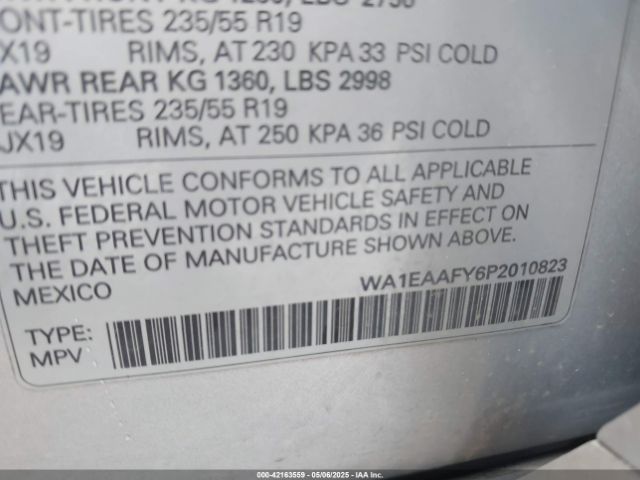 FRONT-TIRES 235/55 R19
X19 RIMS, AT 230 KPA 33 PSI COLD
AWR REAR KG 1360, LBS 2998
EAR-TIRES 235/55 R19
JX19 RIMS, AT 250 KPA 36 PSI COLD
THIS VEHICLE CONFORMS TO ALL APPLICABLE
U.S. FEDERAL MOTOR VEHICLE SAFETY AND
THEFT PREVENTION STANDARDS IN EFFECT ON
THE DATE OF MANUFACTURE SHOWN ABOVE.
MEXICO WA1EAAFY6P2010823
TYPE:
MPV
000-42163559 - 05/06/2025 - IAA Inc.